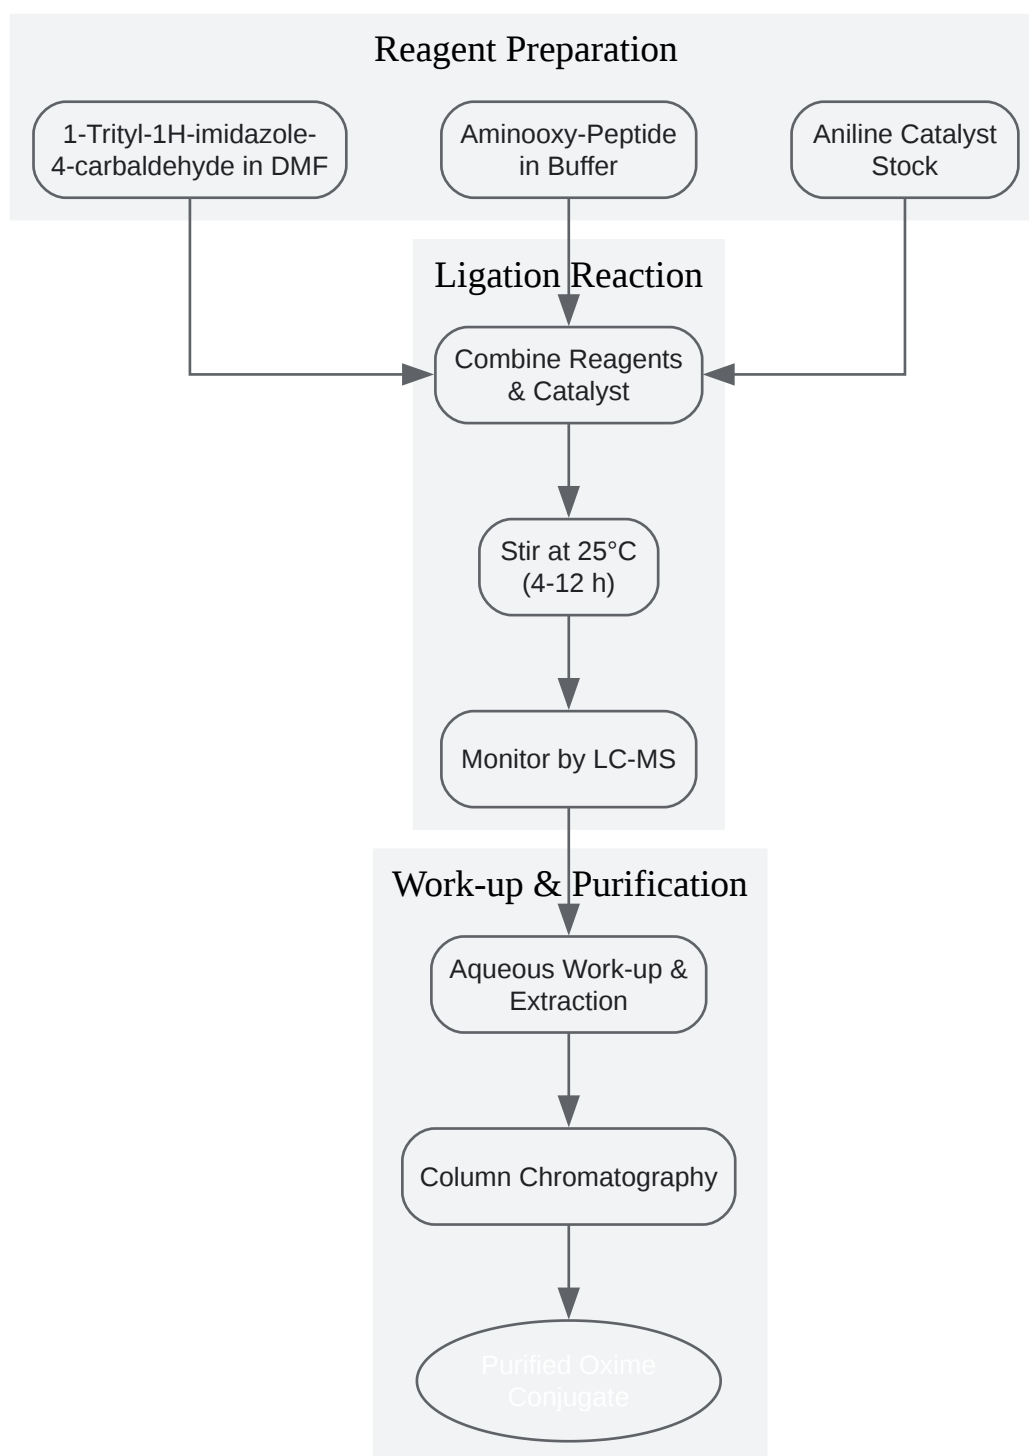 Reagent Preparation
1-Trityl-1H-imidazole-
4-carbaldehyde in DMF
Aminooxy-Peptide
in Buffer
Aniline Catalyst
Stock
Ligation Reaction
Combine Reagents
& Catalyst
Stir at 25°C
(4-12 h)
Monitor by LC-MS
Work-up & Purification
Aqueous Work-up &
Extraction
Column Chromatography
Purified Oxime
Conjugate